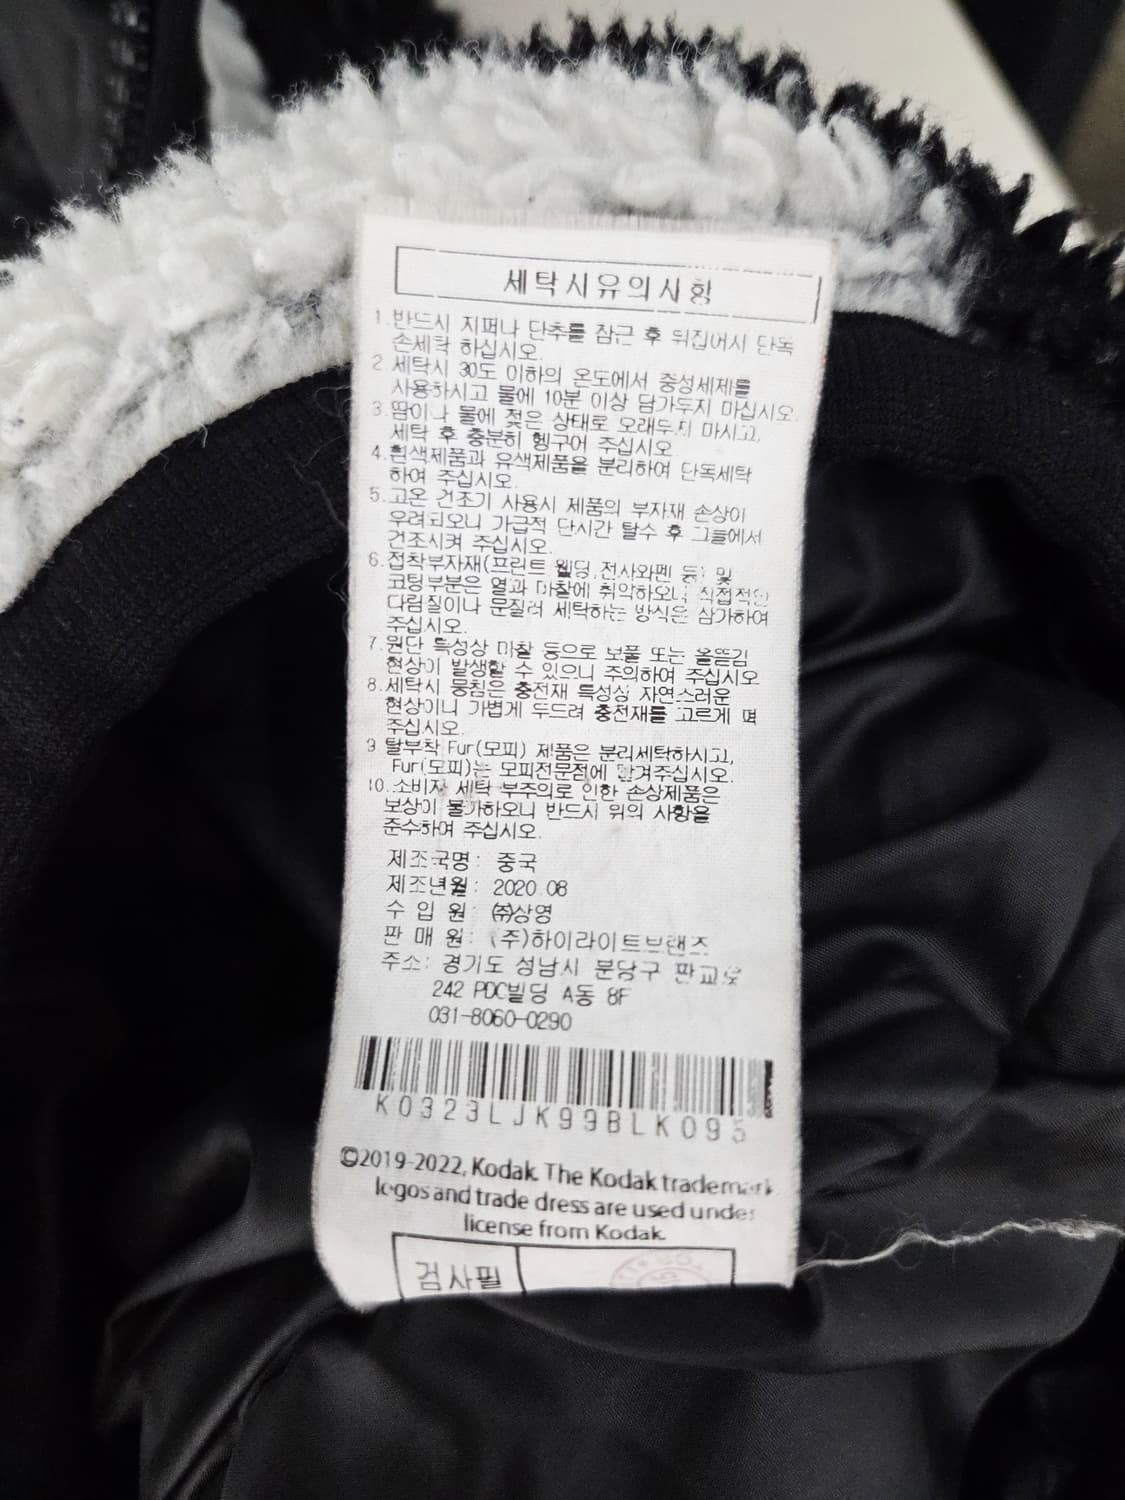 세탁시유의사항
1.반드시 지퍼나 단추를 잠근 후 뒤집어서 단독
손세탁 하십시오.
2 세탁시 30도 이하의 온도에서 중성세제를
사용하시고 물에 10분 이상 담가두지 마십시오.
3.땀이나 물에 젖은 상태로 오래두지 마시고,
세탁 후 충분히 헹구어 주십시오
4.흰색제품과 유색제품을 분리하여 단독세탁
하여 주십시오.
5.고온 건조기 사용시 제품의 부자재 손상이
우려되오니 가급적 단시간 탈수 후 그늘에서
건조시켜 주십시오.
6.접착부자재(프린트 웰딩,전사와펜 등) 및
코팅부분은 열과 마찰에 취약하오니 직접적인
다림질이나 문질러 세탁하는 방식은 삼가하여
주십시오.
7.원단 특성상 마찰 등으로 보풀 또는 올뜯김
현상이 발생할 수 있으니 주의하여 주십시오
8.세탁시 뭉침은 충전재 특성상 자연스러운
현상이니 가볍게 두드려 충전재를 고르게 펴
주십시오.
9 탈부착 Fur(모피) 제품은 분리세탁하시고,
Fur(모피)는 모피전문점에 맡겨주십시오.
10.소비자 세탁 부주의로 인한 손상제품은
보상이 불가하오니 반드시 위의 사항을
준수하여 주십시오.
제조국명: 중국
제조년월: 2020.08
수 입 원: ㈜상영
판 매 원: (주)하이라이트브랜즈
주소: 경기도 성남시 분당구 판교로
242 PDC빌딩 A동 8F
031-8060-0290
K0323LJK99BLK095
©2019-2022, Kodak. The Kodak trademark
logos and trade dress are used under
license from Kodak.
검사필